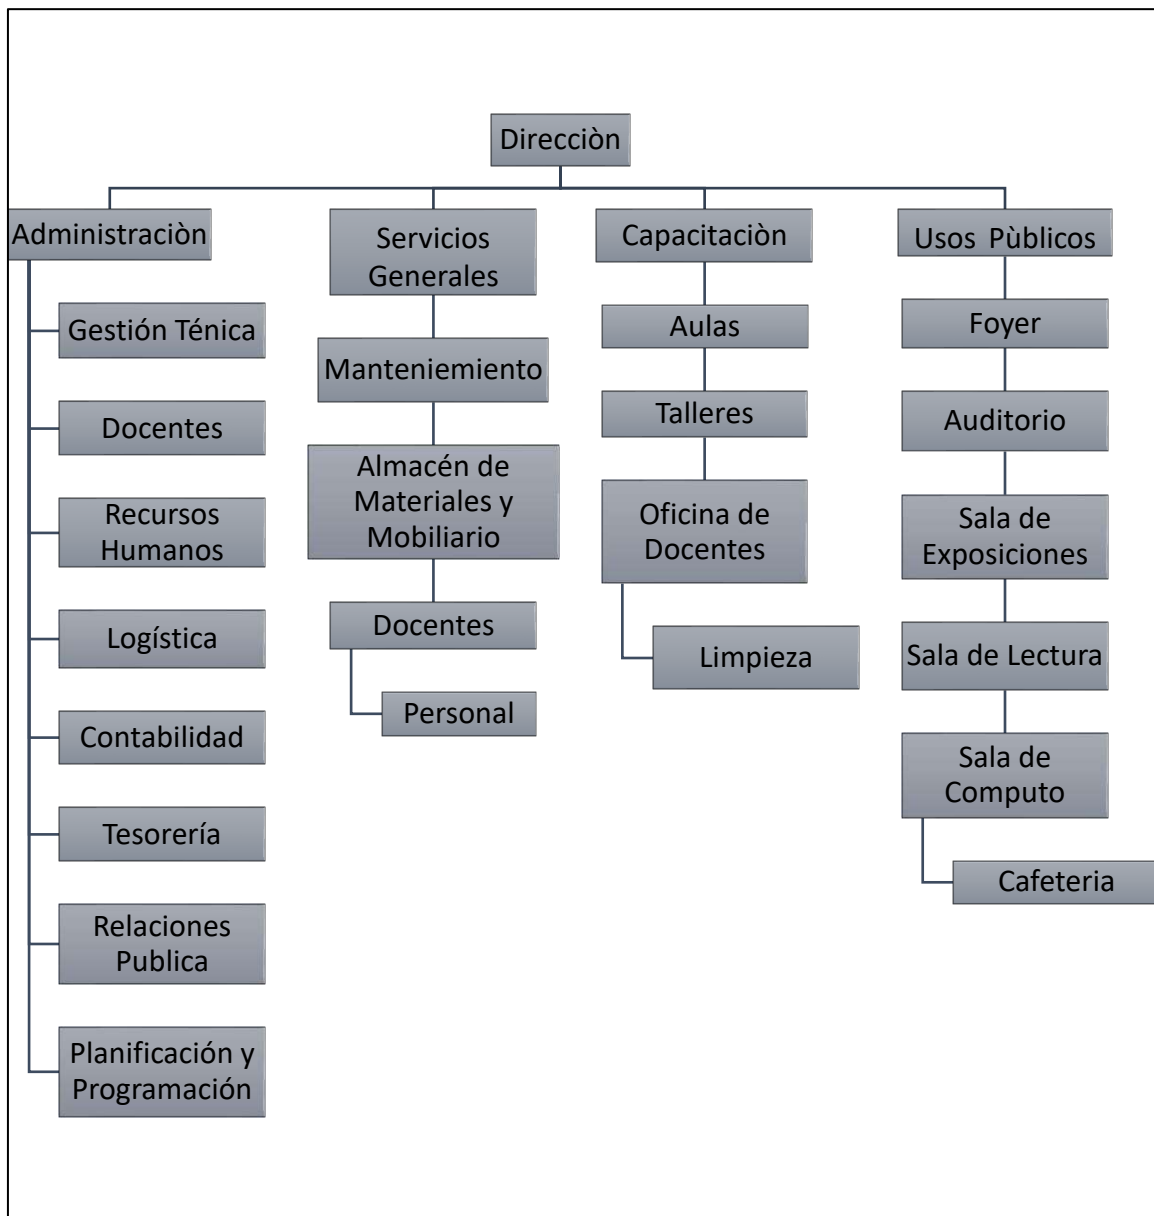 Direcciòn
Administraciòn
Gestión Ténica
Docentes
Recursos
Humanos
Logística
Contabilidad
Tesorería
Relaciones
Publica
Planificación y
Programación
Servicios
Generales
Manteniemiento
Almacén de
Materiales y
Mobiliario
Docentes
Personal
Capacitaciòn
Aulas
Talleres
Oficina de
Docentes
Limpieza
Usos Pùblicos
Foyer
Auditorio
Sala de
Exposiciones
Sala de Lectura
Sala de
Computo
Cafeteria